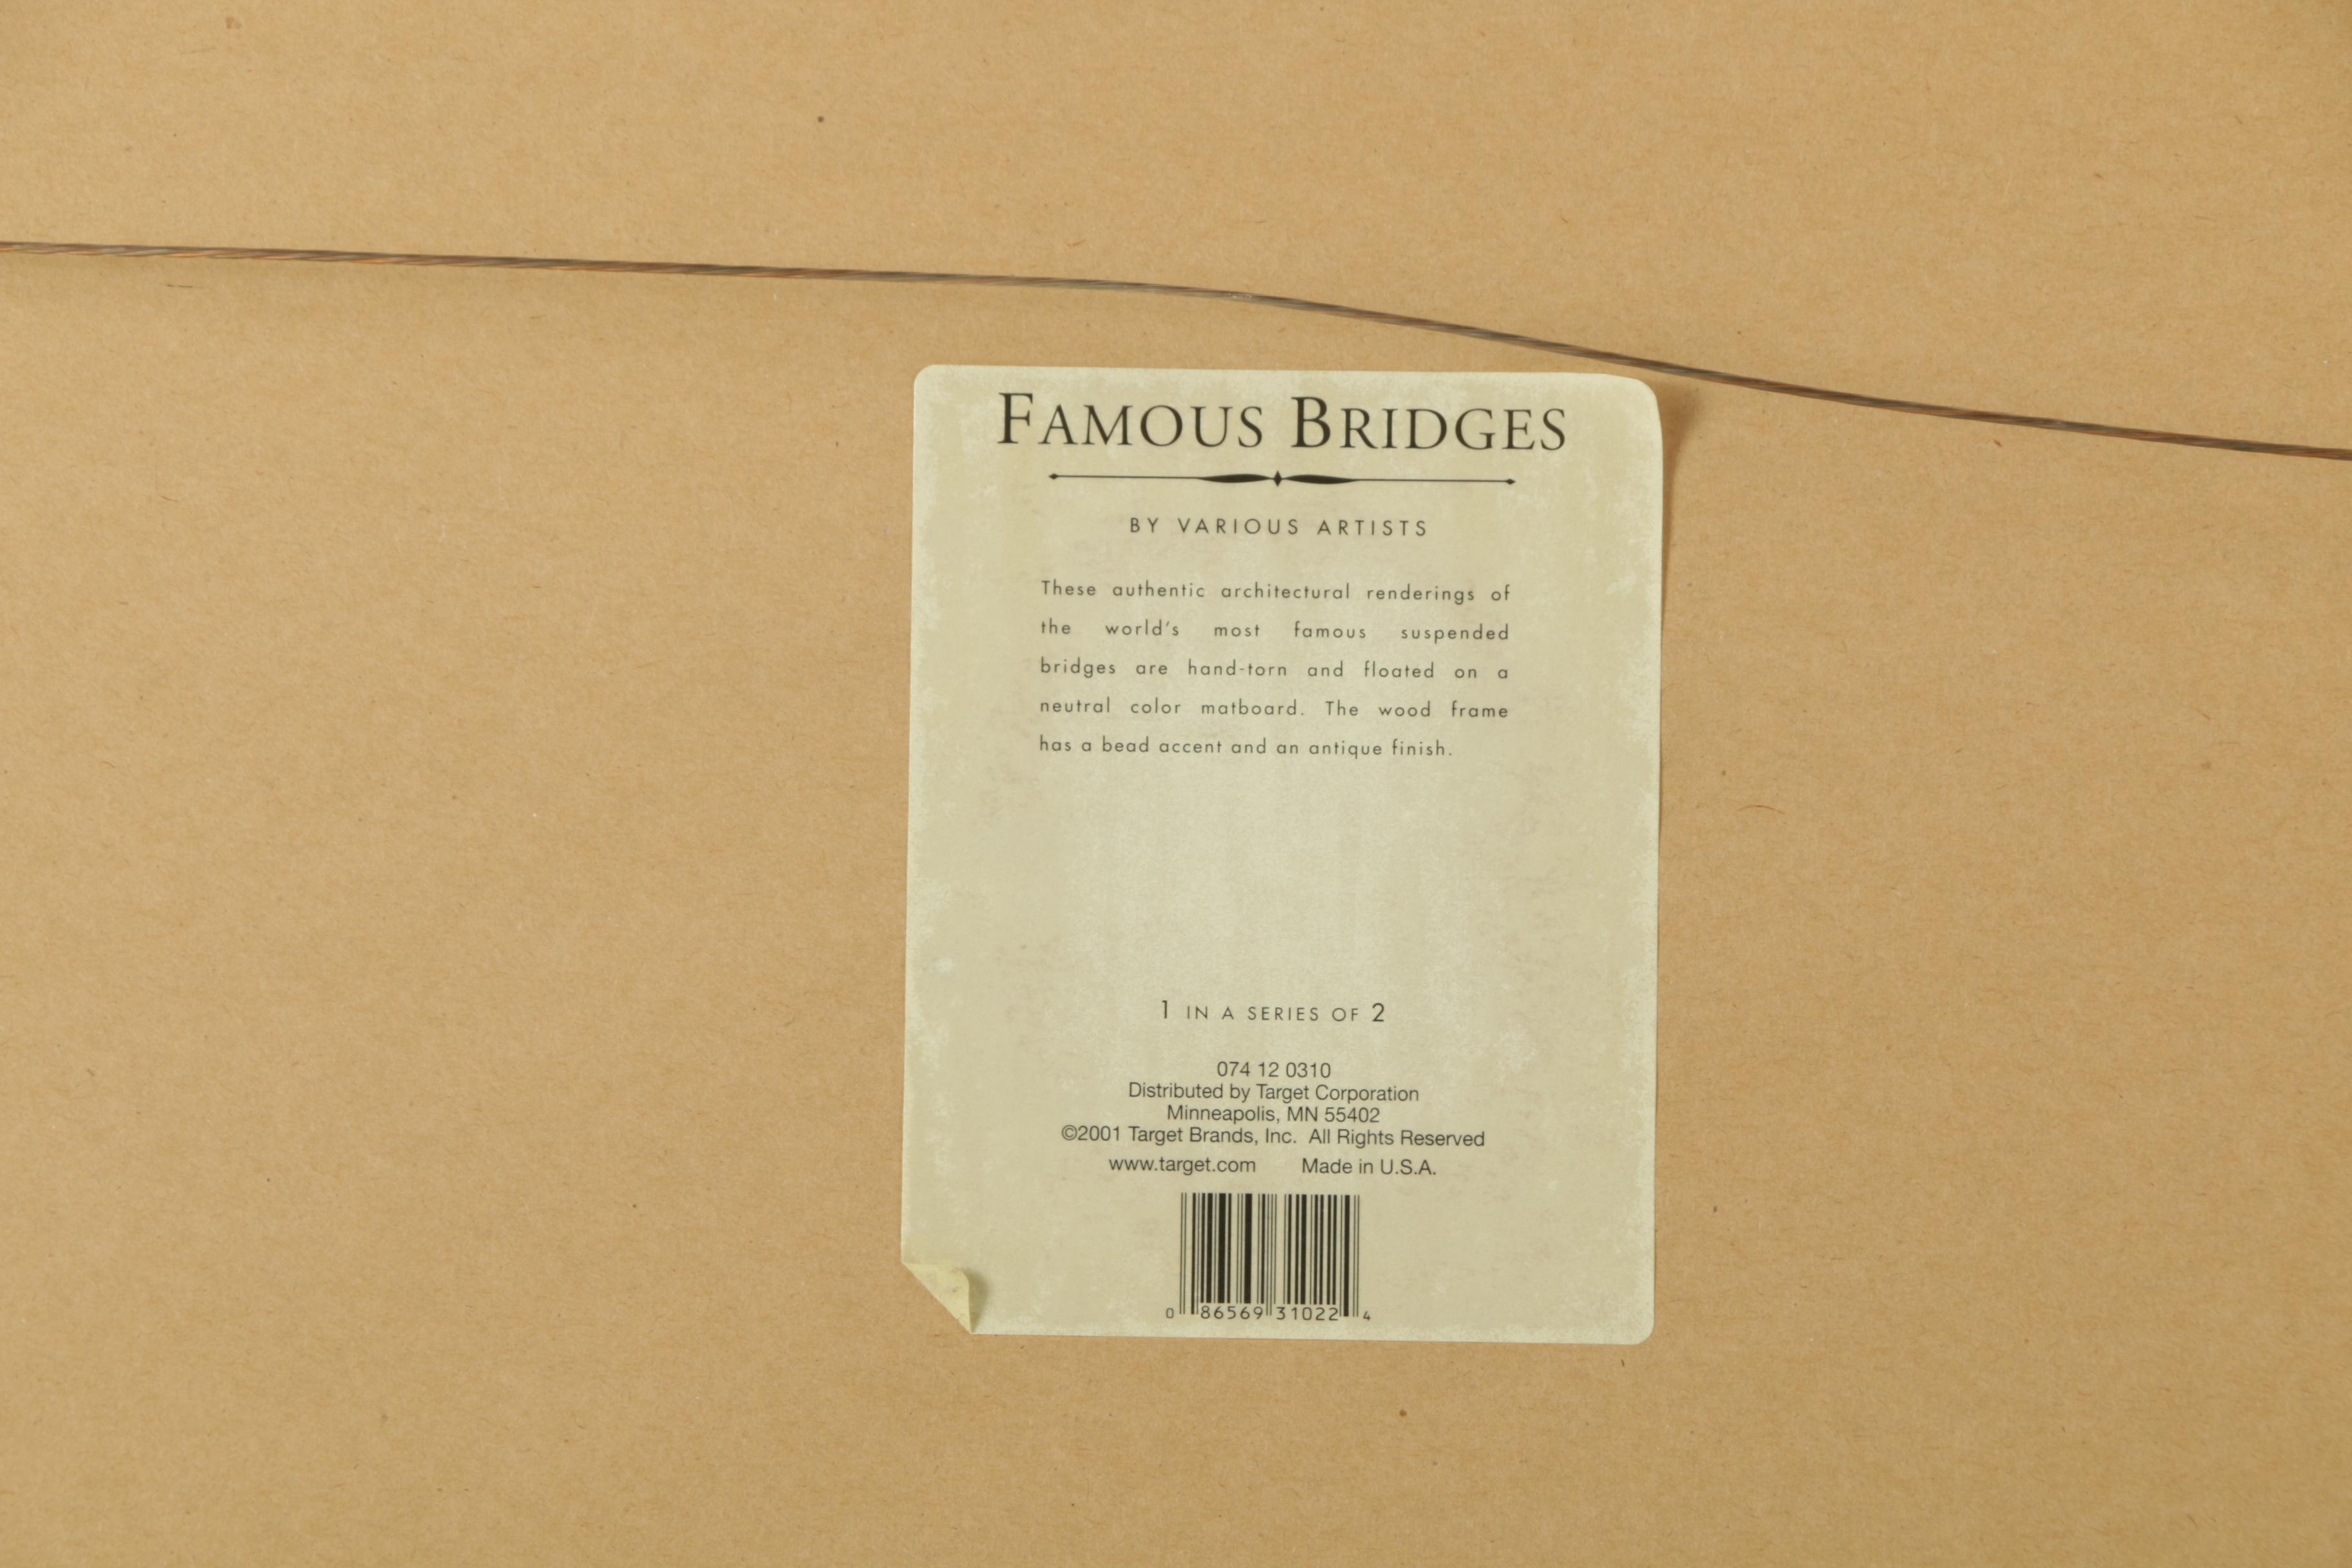 FAMOUS BRIDGES
BY VARIOUS ARTISTS
These authentic architectural renderings of
the world's most famous suspended
bridges are hand-torn and floated on a
neutral color matboard. The wood frame
has a bead accent and an antique finish.
1 IN A SERIES OF 2
074 12 0310
Distributed by Target Corporation
Minneapolis, MN 55402
©2001 Target Brands, Inc. All Rights Reserved
www.target.com Made in U.S.A.
0 86569 31022 4